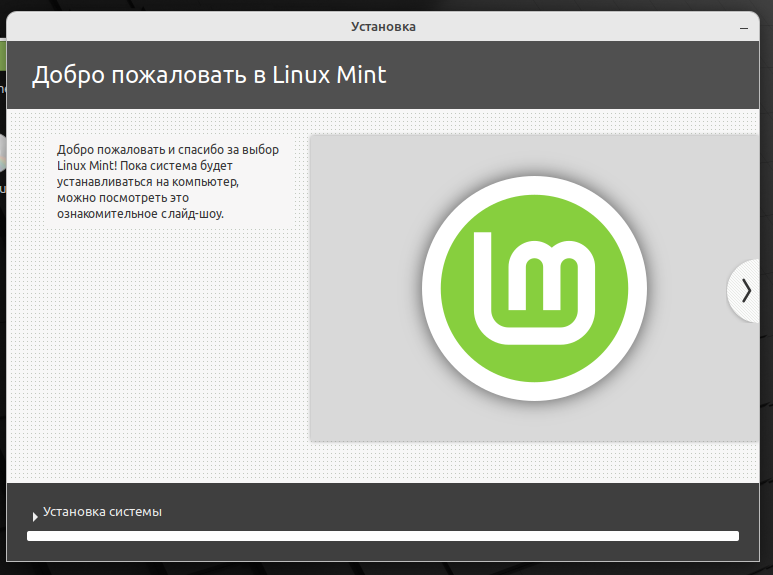 Установка
Добро пожаловать в Linux Mint
Добро пожаловать и спасибо за выбор
Linux Mint! Пока система будет
устанавливаться на компьютер,
можно посмотреть это
ознакомительное слайд-шоу.
Установка системы